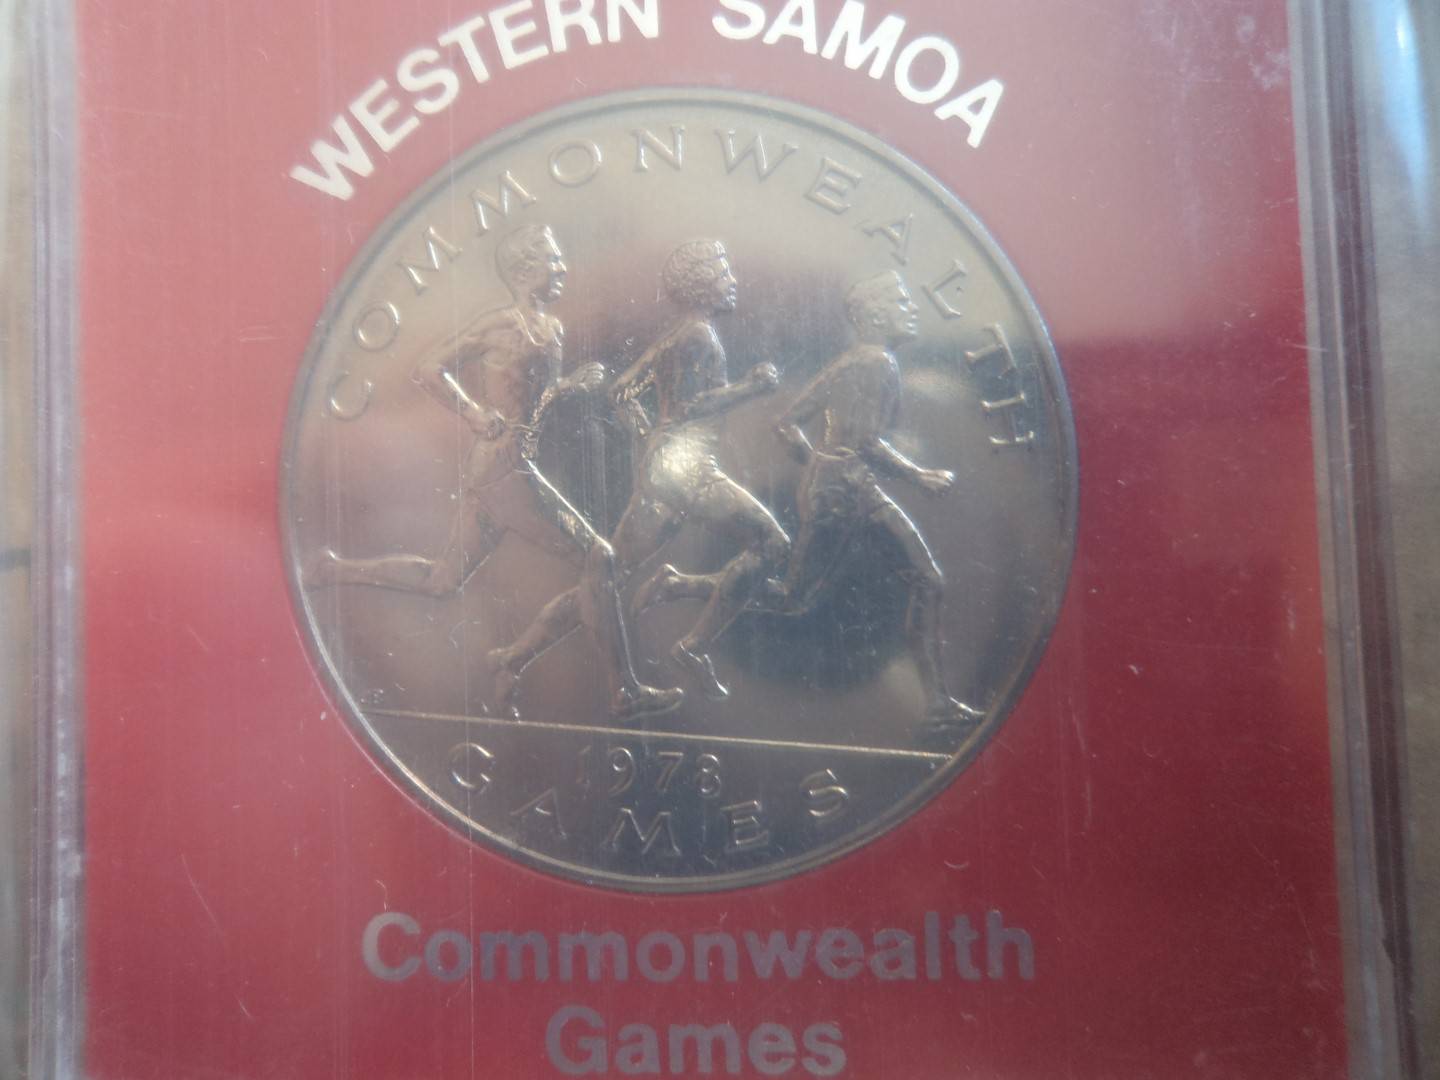 WESTERN SAMOA
COMMONWEALTH
1978
GAMES
Commonwealth
Games